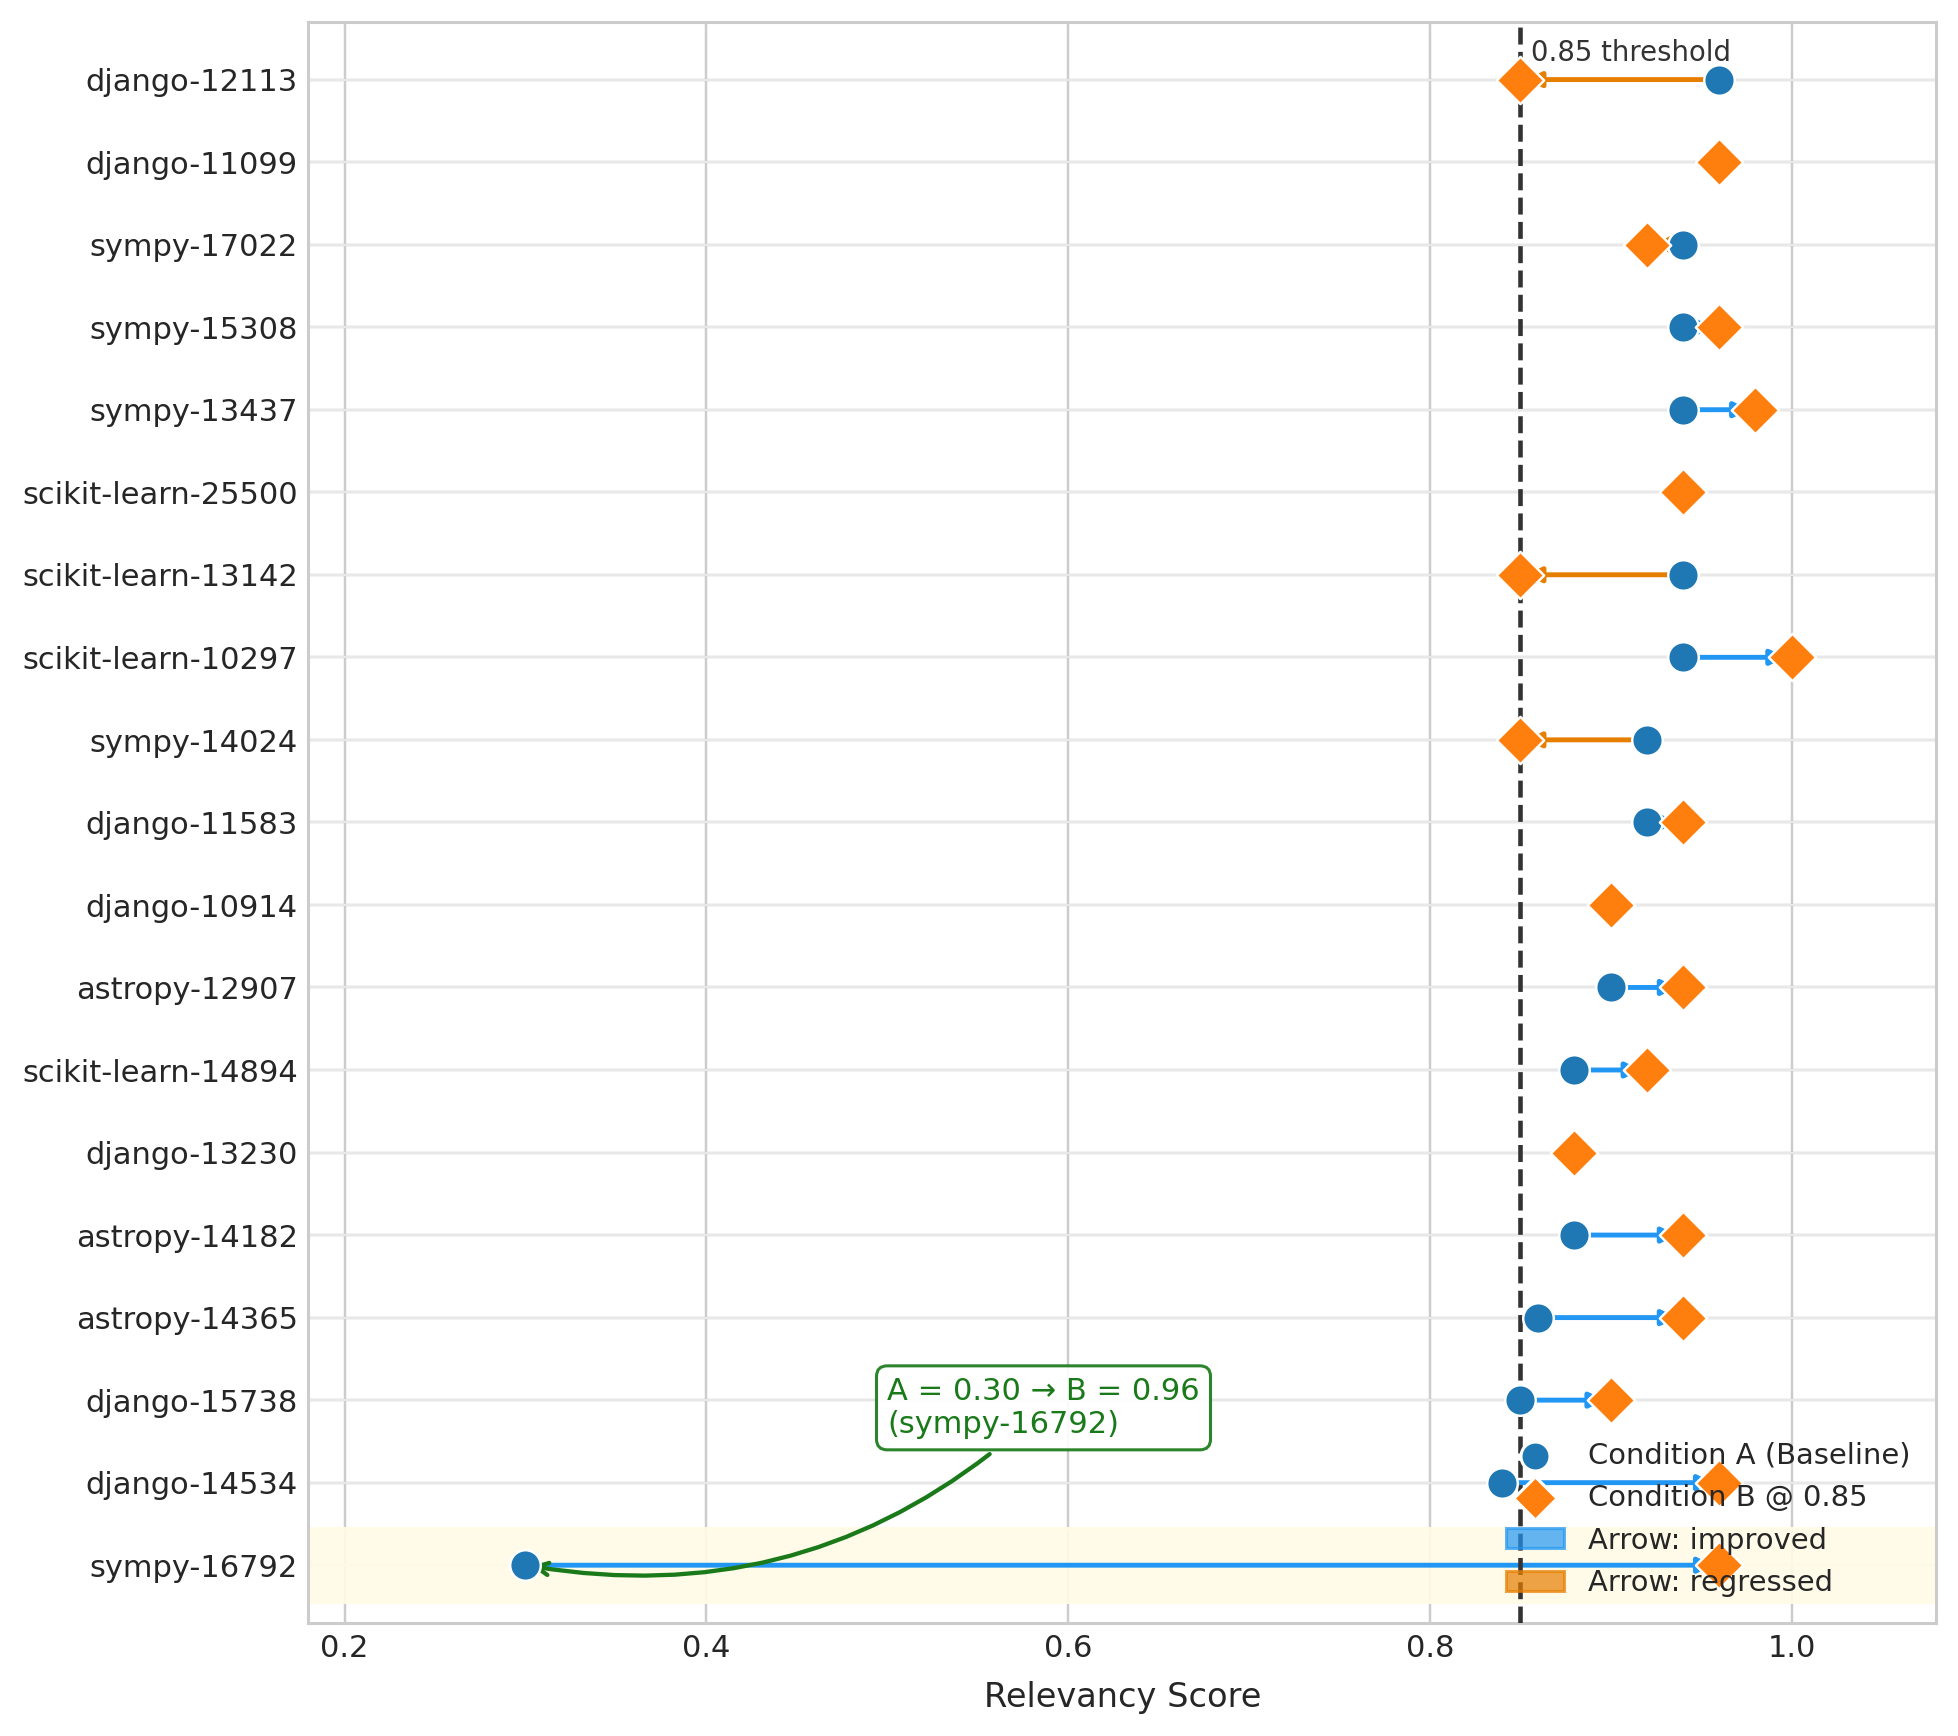 0.85 threshold
django-12113
django-11099
sympy-17022
sympy-15308
sympy-13437
scikit-learn-25500
scikit-learn-13142
scikit-learn-10297
sympy-14024
django-11583
django-10914
astropy-12907
scikit-learn-14894
django-13230
astropy-14182
astropy-14365
django-15738
django-14534
sympy-16792
A = 0.30 → B = 0.96
(sympy-16792)
Condition A (Baseline)
Condition B @ 0.85
Arrow: improved
Arrow: regressed
0.2 0.4 0.6 0.8 1.0
Relevancy Score